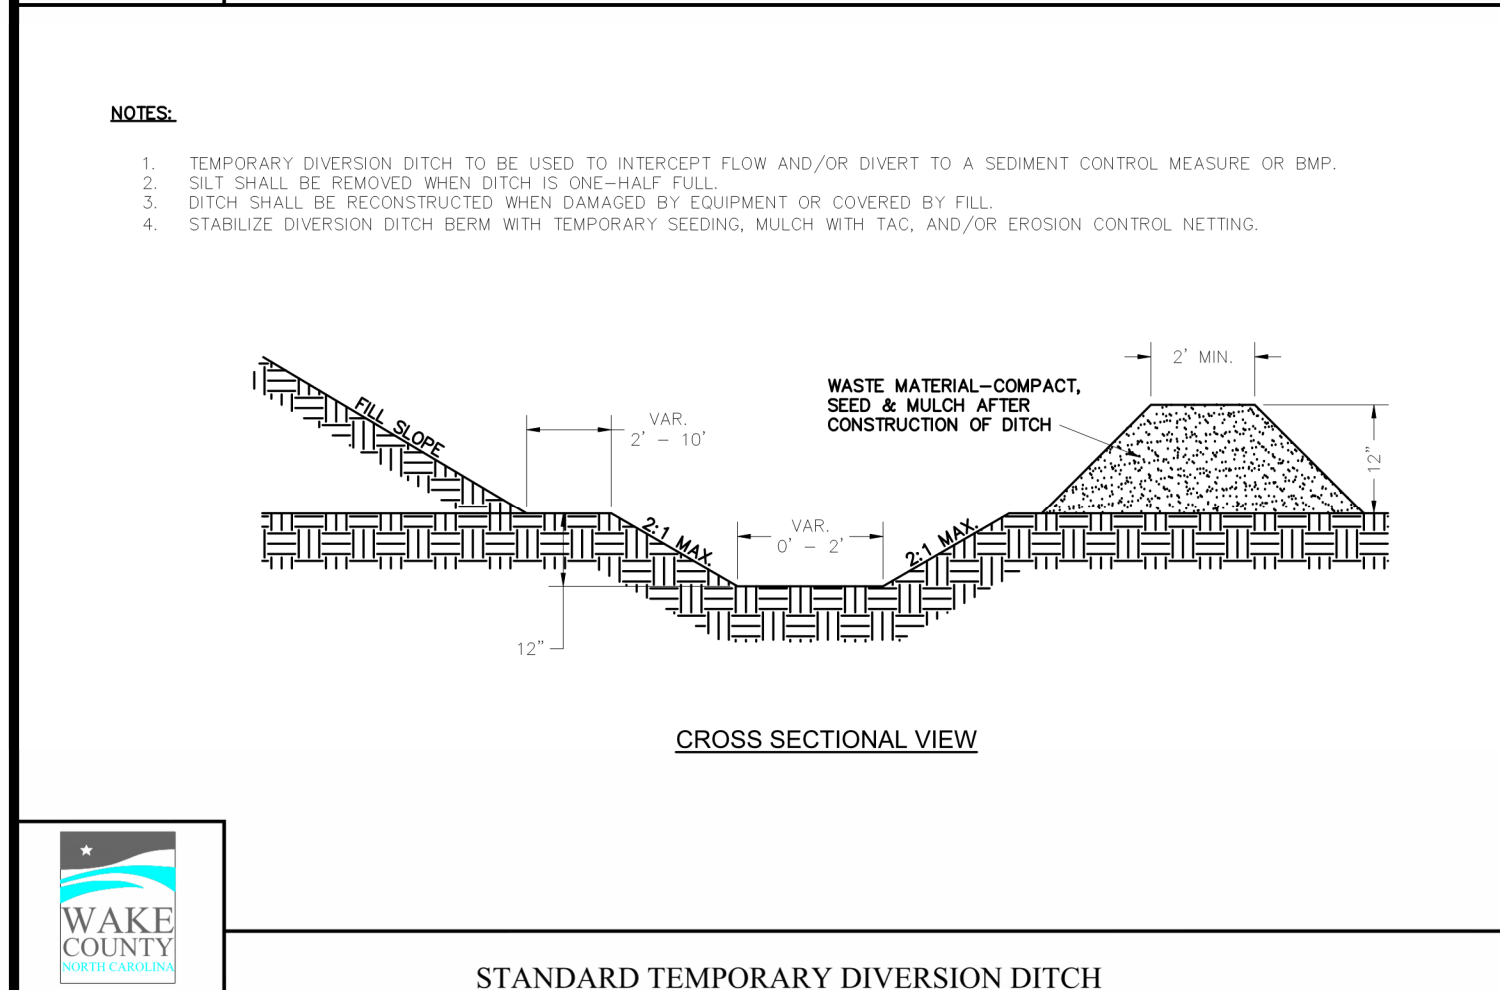 NOTES:
1. TEMPORARY DIVERSION DITCH TO BE USED TO INTERCEPT FLOW AND/OR DIVERT TO A SEDIMENT CONTROL MEASURE OR BMP.
2. SILT SHALL BE REMOVED WHEN DITCH IS ONE-HALF FULL.
3. DITCH SHALL BE RECONSTRUCTED WHEN DAMAGED BY EQUIPMENT OR COVERED BY FILL.
4. STABILIZE DIVERSION DITCH BERM WITH TEMPORARY SEEDING, MULCH WITH TAC, AND/OR EROSION CONTROL NETTING.
2' MIN.
WASTE MATERIAL-COMPACT,
SEED & MULCH AFTER
CONSTRUCTION OF DITCH
FILL SLOPE
VAR.
2' - 10'
12"
2:1 MAX.
VAR.
0' - 2'
2:1 MAX.
12"
CROSS SECTIONAL VIEW
WAKE
COUNTY
NORTH CAROLINA
STANDARD TEMPORARY DIVERSION DITCH